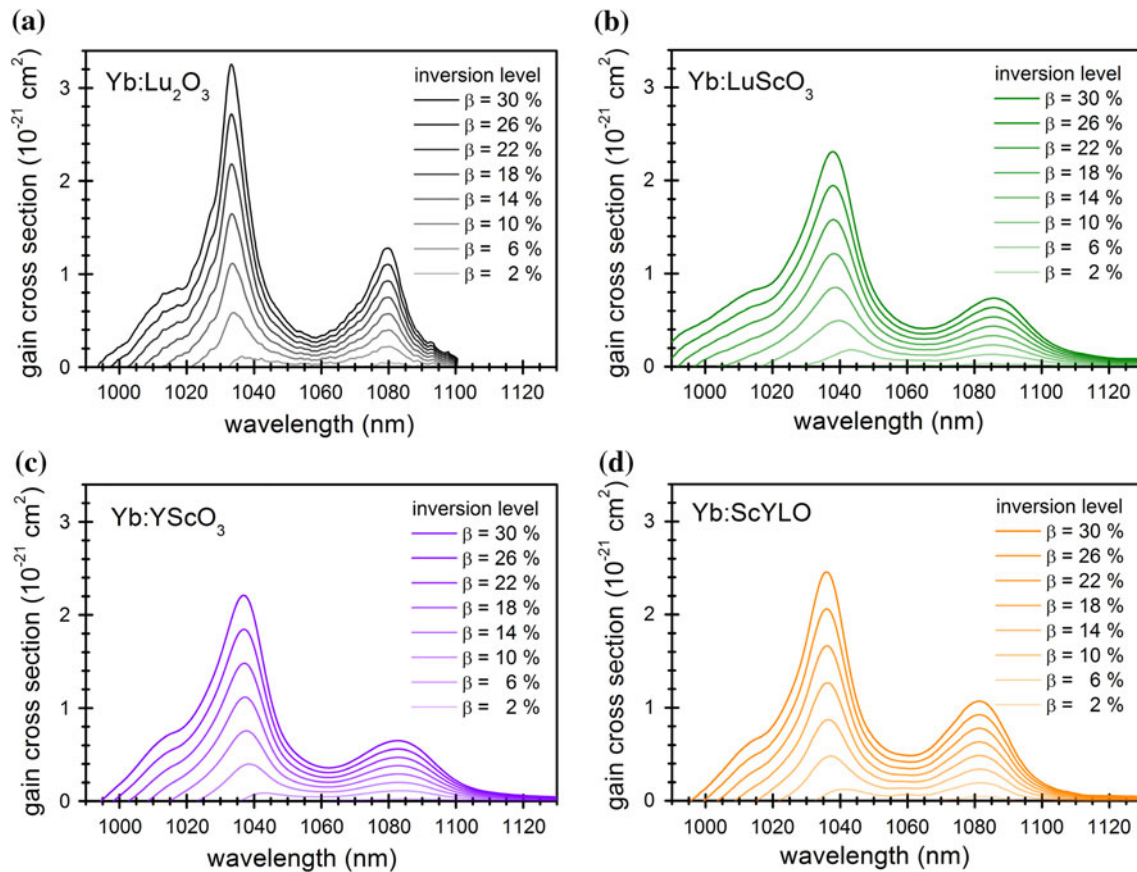 (a)
gain cross section (10⁻²¹ cm²)
3
2
1
0
Yb:Lu₂O₃
inversion level
β = 30 %
β = 26 %
β = 22 %
β = 18 %
β = 14 %
β = 10 %
β = 6 %
β = 2 %
1000 1020 1040 1060 1080 1100 1120
wavelength (nm)
(b)
gain cross section (10⁻²¹ cm²)
3
2
1
0
Yb:LuScO₃
inversion level
β = 30 %
β = 26 %
β = 22 %
β = 18 %
β = 14 %
β = 10 %
β = 6 %
β = 2 %
1000 1020 1040 1060 1080 1100 1120
wavelength (nm)
(c)
gain cross section (10⁻²¹ cm²)
3
2
1
0
Yb:YScO₃
inversion level
β = 30 %
β = 26 %
β = 22 %
β = 18 %
β = 14 %
β = 10 %
β = 6 %
β = 2 %
1000 1020 1040 1060 1080 1100 1120
wavelength (nm)
(d)
gain cross section (10⁻²¹ cm²)
3
2
1
0
Yb:ScYLO
inversion level
β = 30 %
β = 26 %
β = 22 %
β = 18 %
β = 14 %
β = 10 %
β = 6 %
β = 2 %
1000 1020 1040 1060 1080 1100 1120
wavelength (nm)